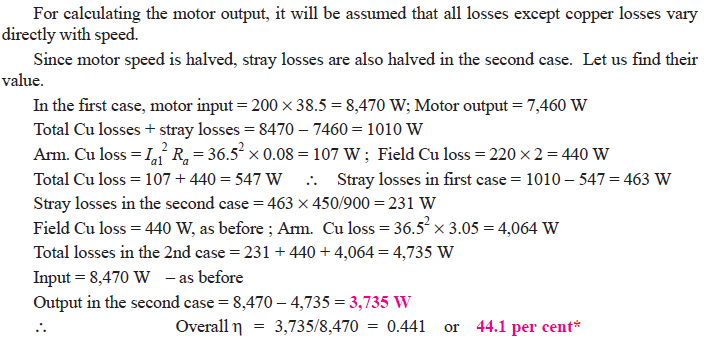 For calculating the motor output, it will be assumed that all losses except copper losses vary
directly with speed.
Since motor speed is halved, stray losses are also halved in the second case. Let us find their
value.
In the first case, motor input = 200 × 38.5 = 8,470 W; Motor output = 7,460 W
Total Cu losses + stray losses = 8470 – 7460 = 1010 W
Arm. Cu loss = Iₐ₁² Rₐ = 36.5² × 0.08 = 107 W ; Field Cu loss = 220 × 2 = 440 W
Total Cu loss = 107 + 440 = 547 W ∴ Stray losses in first case = 1010 – 547 = 463 W
Stray losses in the second case = 463 × 450/900 = 231 W
Field Cu loss = 440 W, as before ; Arm. Cu loss = 36.5² × 3.05 = 4,064 W
Total losses in the 2nd case = 231 + 440 + 4,064 = 4,735 W
Input = 8,470 W – as before
Output in the second case = 8,470 – 4,735 = 3,735 W
∴ Overall η = 3,735/8,470 = 0.441 or 44.1 per cent*